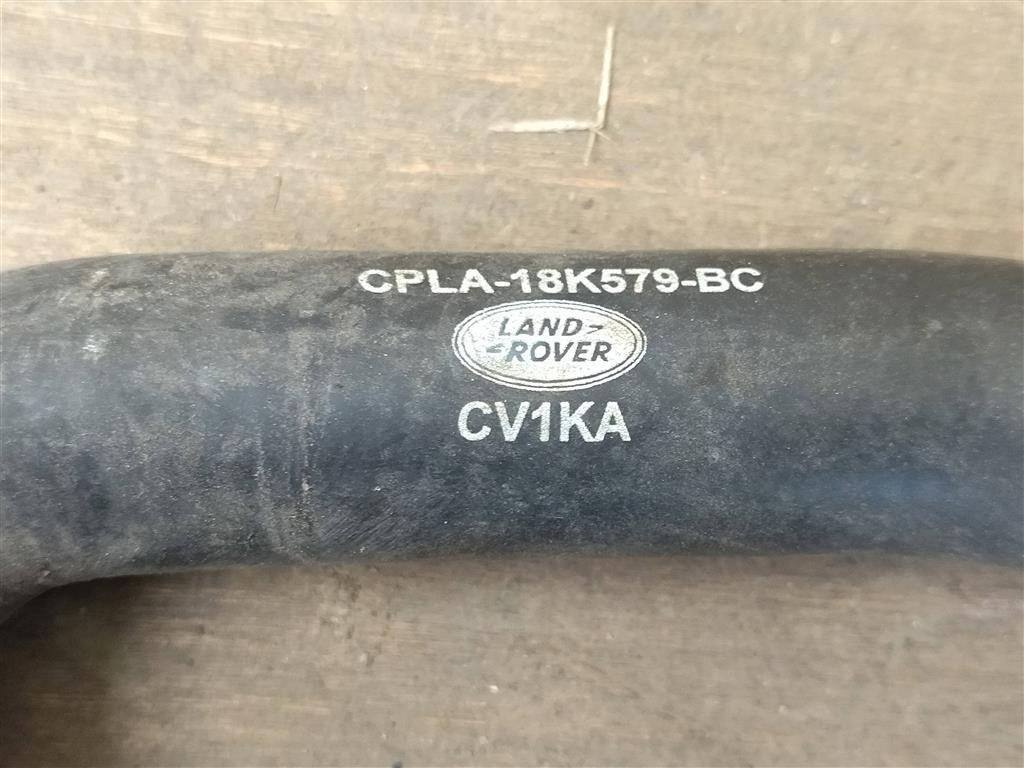 CPLA-18K579-BC
LAND
ROVER
CV1KA